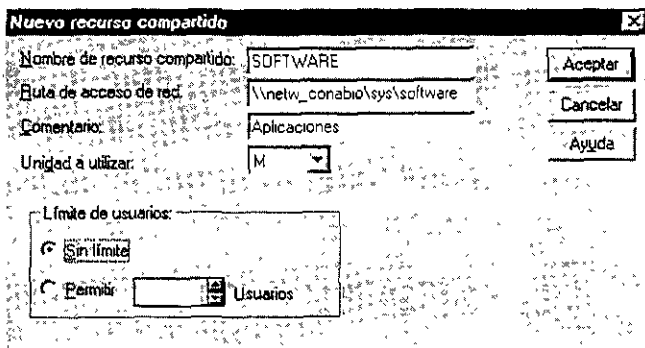 Nuevo recurso compartido
Nombre de recurso compartido: SOFTWARE
Ruta de acceso de red. \\netw_conabio\sys\software
Comentario: Aplicaciones
Unidad a utilizar: M
Aceptar
Cancelar
Ayuda
Límite de usuarios:
Sin límite
Permitir Usuarios